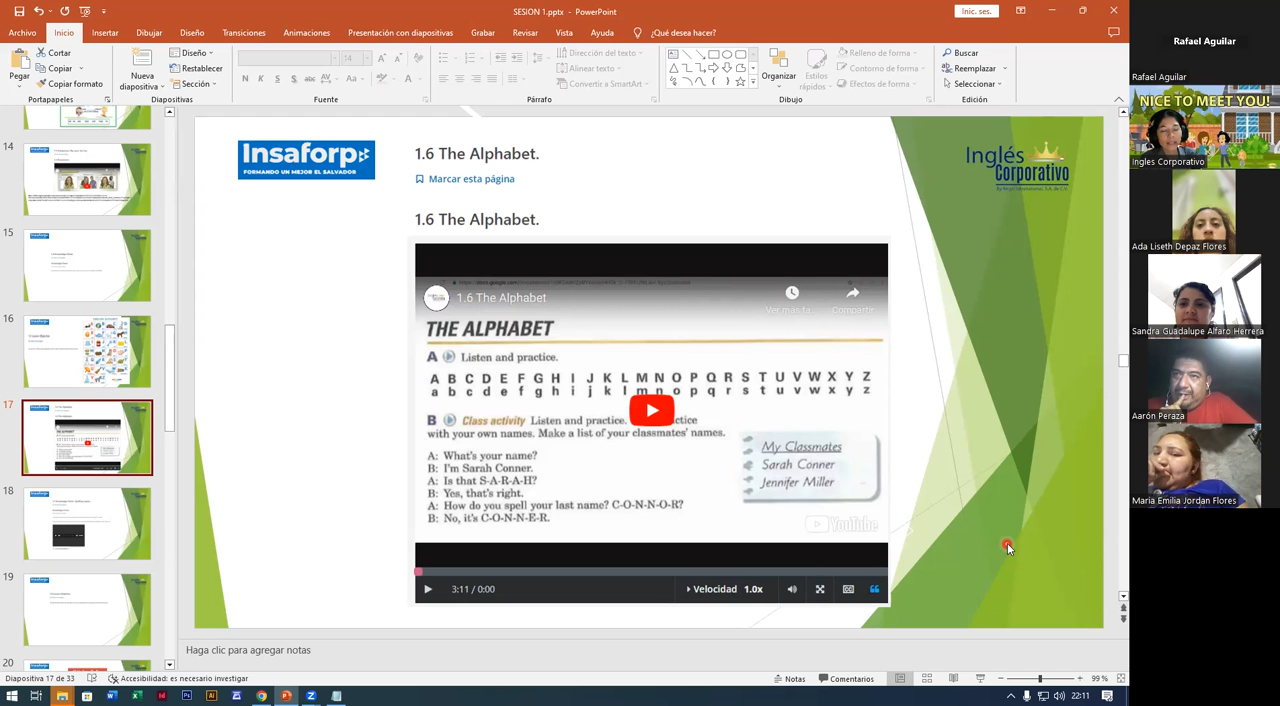 SESION 1.pptx – PowerPoint
Inic. ses.
Archivo Inicio Insertar Dibujar Diseño Transiciones Animaciones Presentación con diapositivas Grabar Revisar Vista Ayuda ¿Qué desea hacer?
Pegar
Cortar
Copiar
Copiar formato
Portapapeles
Nueva diapositiva
Diseño
Restablecer
Sección
Diapositivas
14
N K S S abc AV Aa A
Fuente
Dirección del texto
Alinear texto
Convertir a SmartArt
Párrafo
Organizar
Estilos rápidos
Relleno de forma
Contorno de forma
Efectos de forma
Dibujo
Buscar
Reemplazar
Seleccionar
Edición
14
15
16
17
18
19
20
Insaforp
FORMANDO UN MEJOR EL SALVADOR
1.6 The Alphabet.
Marcar esta página
1.6 The Alphabet.
Inglés
Corporativo
1.6 The Alphabet
Ver más ta...
Compartir
THE ALPHABET
A Listen and practice.
A B C D E F G H I J K L M N O P Q R S T U V W X Y Z
a b c d e f g h i j k l m n o p q r s t u v w x y z
B Class activity Listen and practice.
with your own names. Make a list of your classmates' names.
A: What's your name?
B: I'm Sarah Conner.
A: Is that S-A-R-A-H?
B: Yes, that's right.
A: How do you spell your last name? C-O-N-N-O-R?
B: No, it's C-O-N-N-E-R.
My Classmates
Sarah Conner
Jennifer Miller
YouTube
3:11 / 0:00
Velocidad 1.0x
Haga clic para agregar notas
Diapositiva 17 de 33
Accesibilidad: es necesario investigar
Notas
Comentarios
99 %
22:11
Rafael Aguilar
Rafael Aguilar
NICE TO MEET YOU!
Ingles Corporativo
Ada Liseth Depaz Flores
Sandra Guadalupe Alfaro Herrera
Aarón Peraza
Maria Emilia Jordan Flores